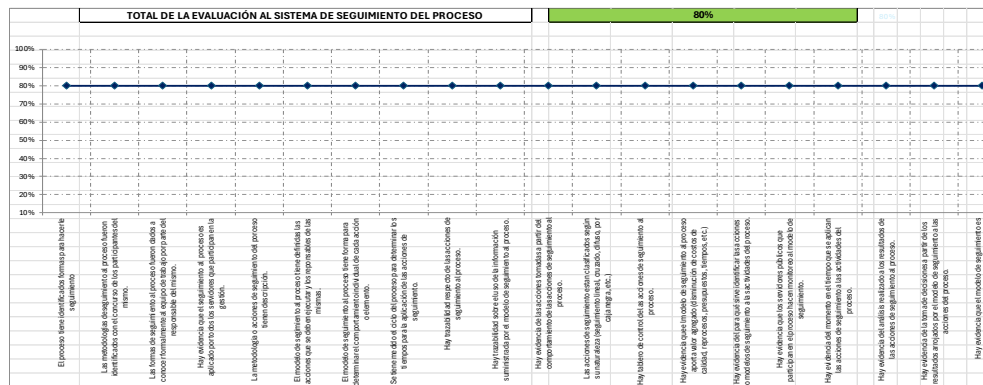 TOTAL DE LA EVALUACIÓN AL SISTEMA DE SEGUIMIENTO DEL PROCESO
80%
100%
90%
80%
70%
60%
50%
40%
30%
20%
10%
El proceso tiene identificados formas para hacerle
seguimiento
Las metodologías de seguimiento al proceso fueron
identificados con el concurso de los participantes del
mismo.
Las formas de seguimiento al proceso fueron dados a
conocer formalmente al equipo de trabajo por parte del
responsable del mismo.
Hay evidencia que el seguimiento al proceso es
aplicado por todos los servidores que participan en la
gestión.
La metodología o acciones de seguimiento del proceso
tienen descripción.
El modelo de segimiento al proceso tiene definidas las
acciones que se deben ejecutar y los reponsables de las
mismas.
El modelo de seguimiento al proceso tiene forma para
determinar el comportamiento individual de cada acción
o elemento.
Se tiene medido el ciclo del proceso para determinar los
tiempos para la aplicación de las acciones de
seguimiento.
Hay trazabilidad respecto de las acciones de
seguimiento al proceso.
Hay trazabilidad sobre el uso de la información
suministrada por el modelo de seguimiento al proceso.
Hay evidencia de las acciones tomadas a partir del
comportamiento de las acciones de seguimiento al
proceso.
Las acciones de seguimiento estan clasificados según
su naturaleza (seguimiento lineal, cruzado, difuso, por
caja negra, etc.)
Hay tablero de control de las acciones de seguimiento al
proceso.
Hay evidencia que el modelo de seguimiento al proceso
aporta valor agregado (disminución de costos de
calidad, reprocesos, presupuestos, tiempos, etc.)
Hay evidencia del para qué sirve identificar las acciones
o modelos de seguimiento a las actividades del proceso.
Hay evidencia que los servidores públicos que
participan en el proceso hacen monitoreo al modelo de
seguimiento.
Hay evidencia del momento en el tiempo que se aplican
las acciones de seguimiento a las actividades del
proceso.
Hay evidencia del análisis realizado a los resultados de
las acciones de seguimiento al proceso.
Hay evidencia de la toma de decisiones a partir de los
resultados arrojados por el modelo de seguimiento a las
acciones del proceso.
Hay evidencia que el modelo de seguimiento es